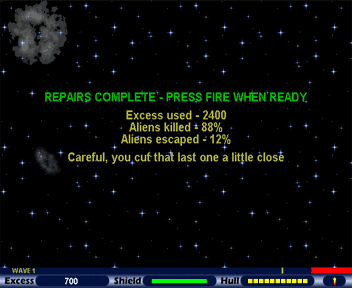 REPAIRS COMPLETE - PRESS FIRE WHEN READY
Excess used - 2400
Aliens killed - 88%
Aliens escaped - 12%
Careful, you cut that last one a little close
WAVE 1
Excess 700 Shield Hull